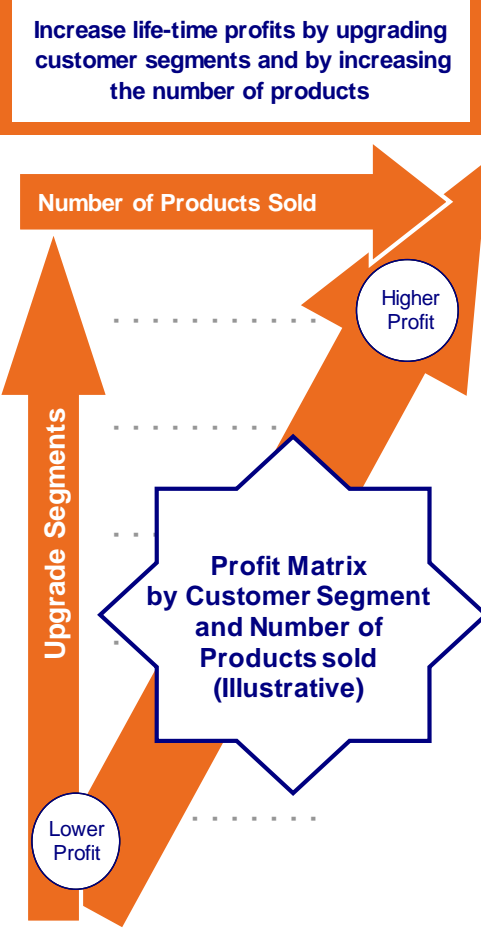 Increase life-time profits by upgrading
customer segments and by increasing
the number of products
Number of Products Sold
Higher
Profit
Upgrade Segments
Profit Matrix
by Customer Segment
and Number of
Products sold
(Illustrative)
Lower
Profit